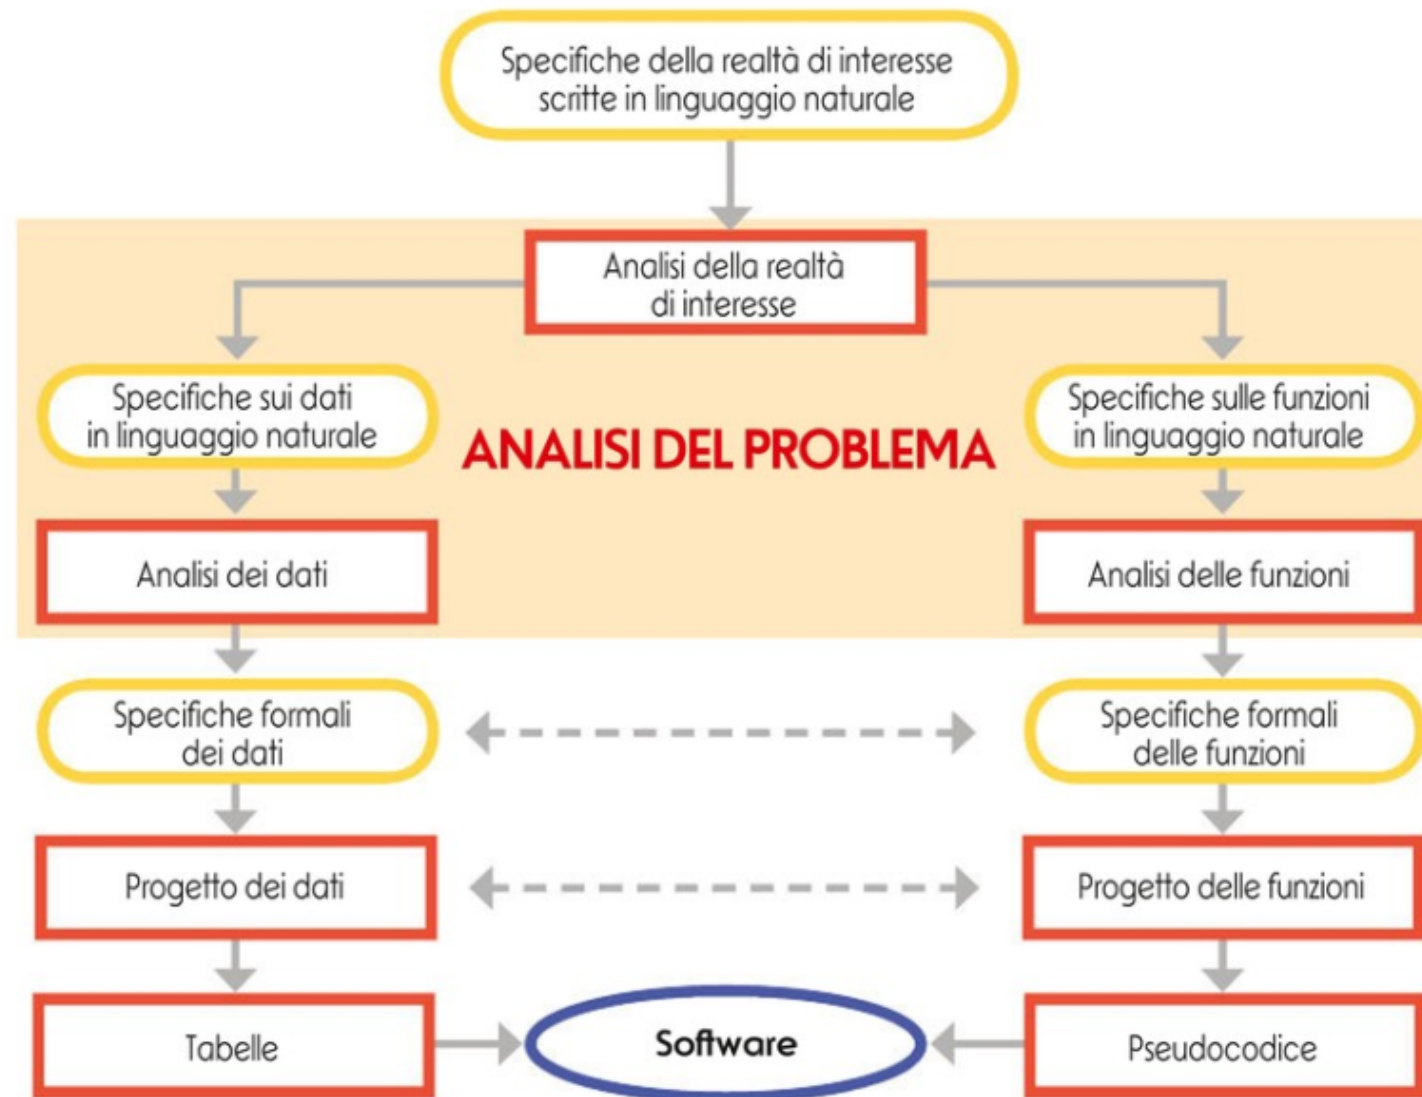 Specifiche della realtà di interesse
scritte in linguaggio naturale
Analisi della realtà
di interesse
Specifiche sui dati
in linguaggio naturale
Specifiche sulle funzioni
in linguaggio naturale
ANALISI DEL PROBLEMA
Analisi dei dati
Analisi delle funzioni
Specifiche formali
dei dati
Specifiche formali
delle funzioni
Progetto dei dati
Progetto delle funzioni
Tabelle
Software
Pseudocodice